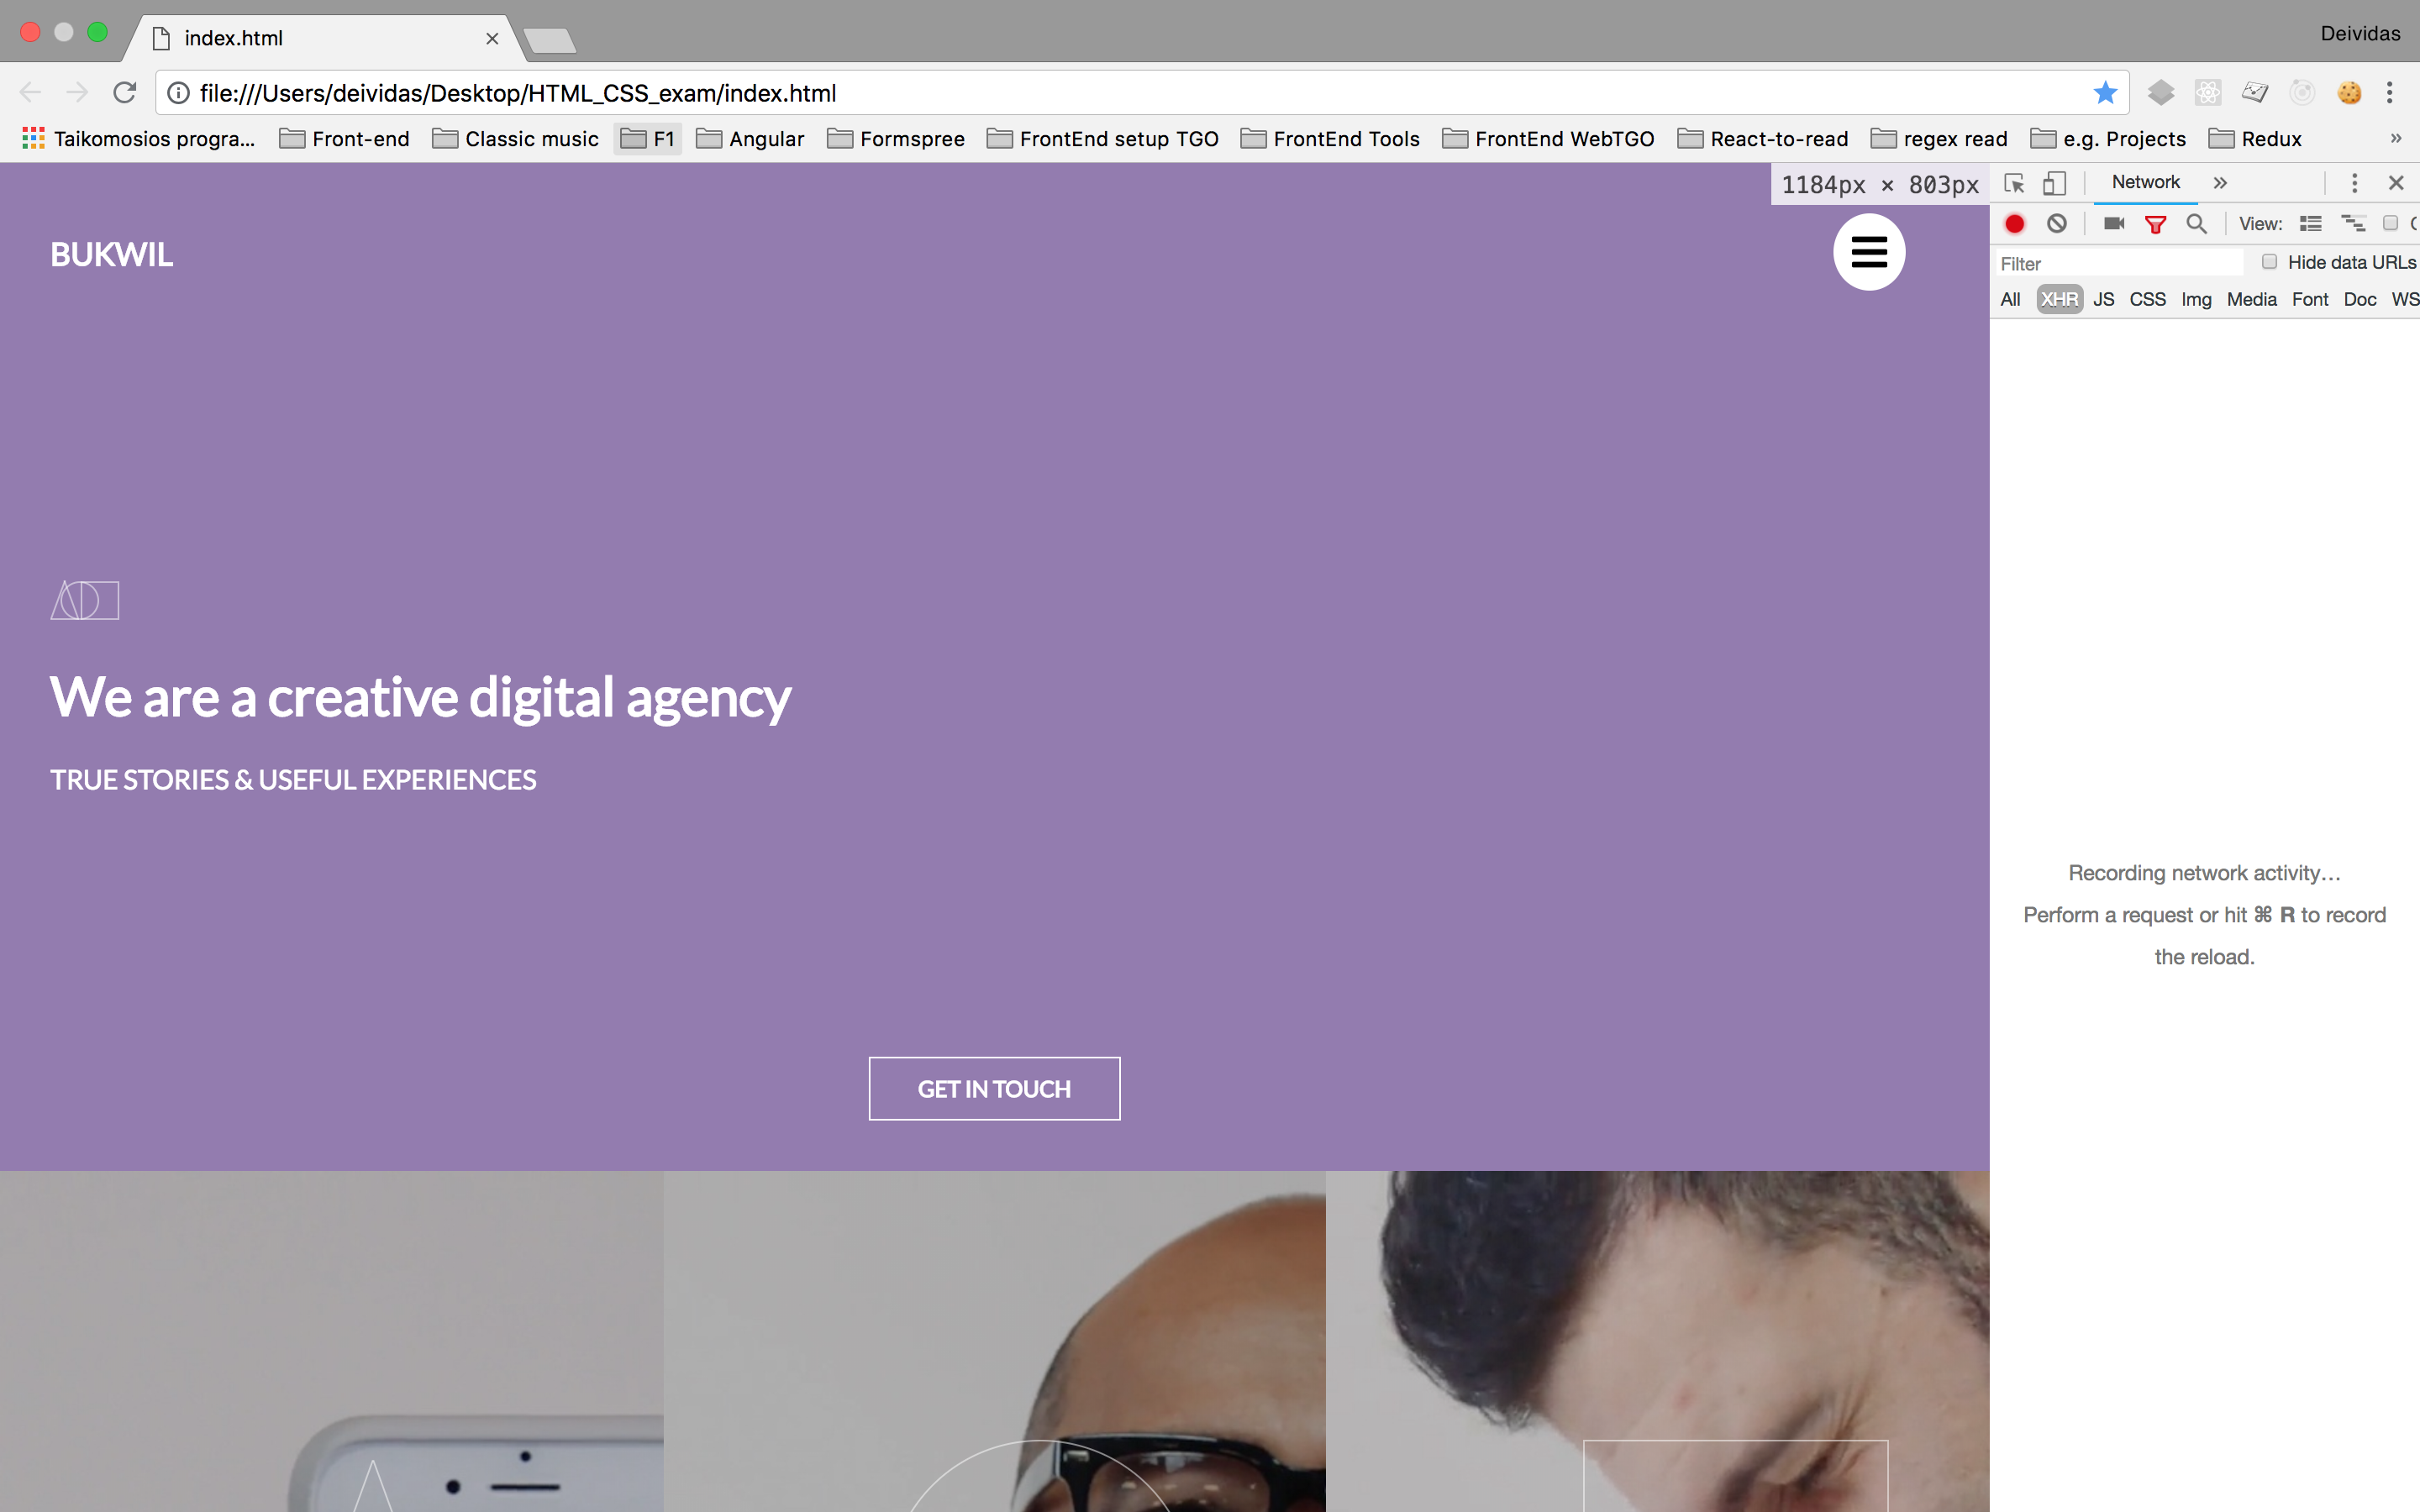 index.html
Deividas
file:///Users/deividas/Desktop/HTML_CSS_exam/index.html
Taikomosios progra... Front-end Classic music F1 Angular Formspree FrontEnd setup TGO FrontEnd Tools FrontEnd WebTGO React-to-read regex read e.g. Projects Redux »
1184px × 803px
Network »
View:
Filter Hide data URLs
All XHR JS CSS Img Media Font Doc WS
BUKWIL
We are a creative digital agency
TRUE STORIES & USEFUL EXPERIENCES
GET IN TOUCH
Recording network activity…
Perform a request or hit ⌘ R to record
the reload.